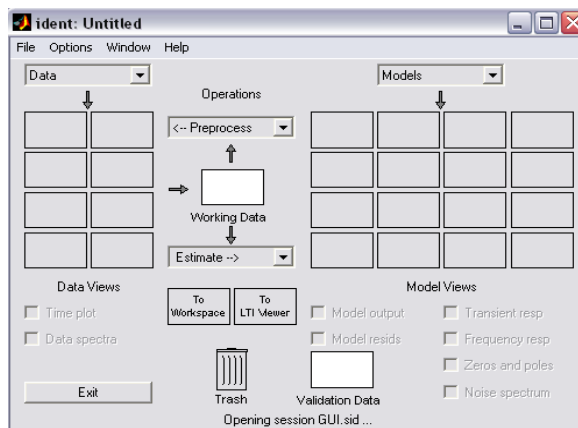 ident: Untitled
File Options Window Help
Data
Operations
Models
<-- Preprocess
Working Data
Estimate -->
Data Views
Time plot
Data spectra
To Workspace
To LTI Viewer
Model Views
Model output
Transient resp
Model resids
Frequency resp
Zeros and poles
Noise spectrum
Exit
Trash
Validation Data
Opening session GUI.sid ...